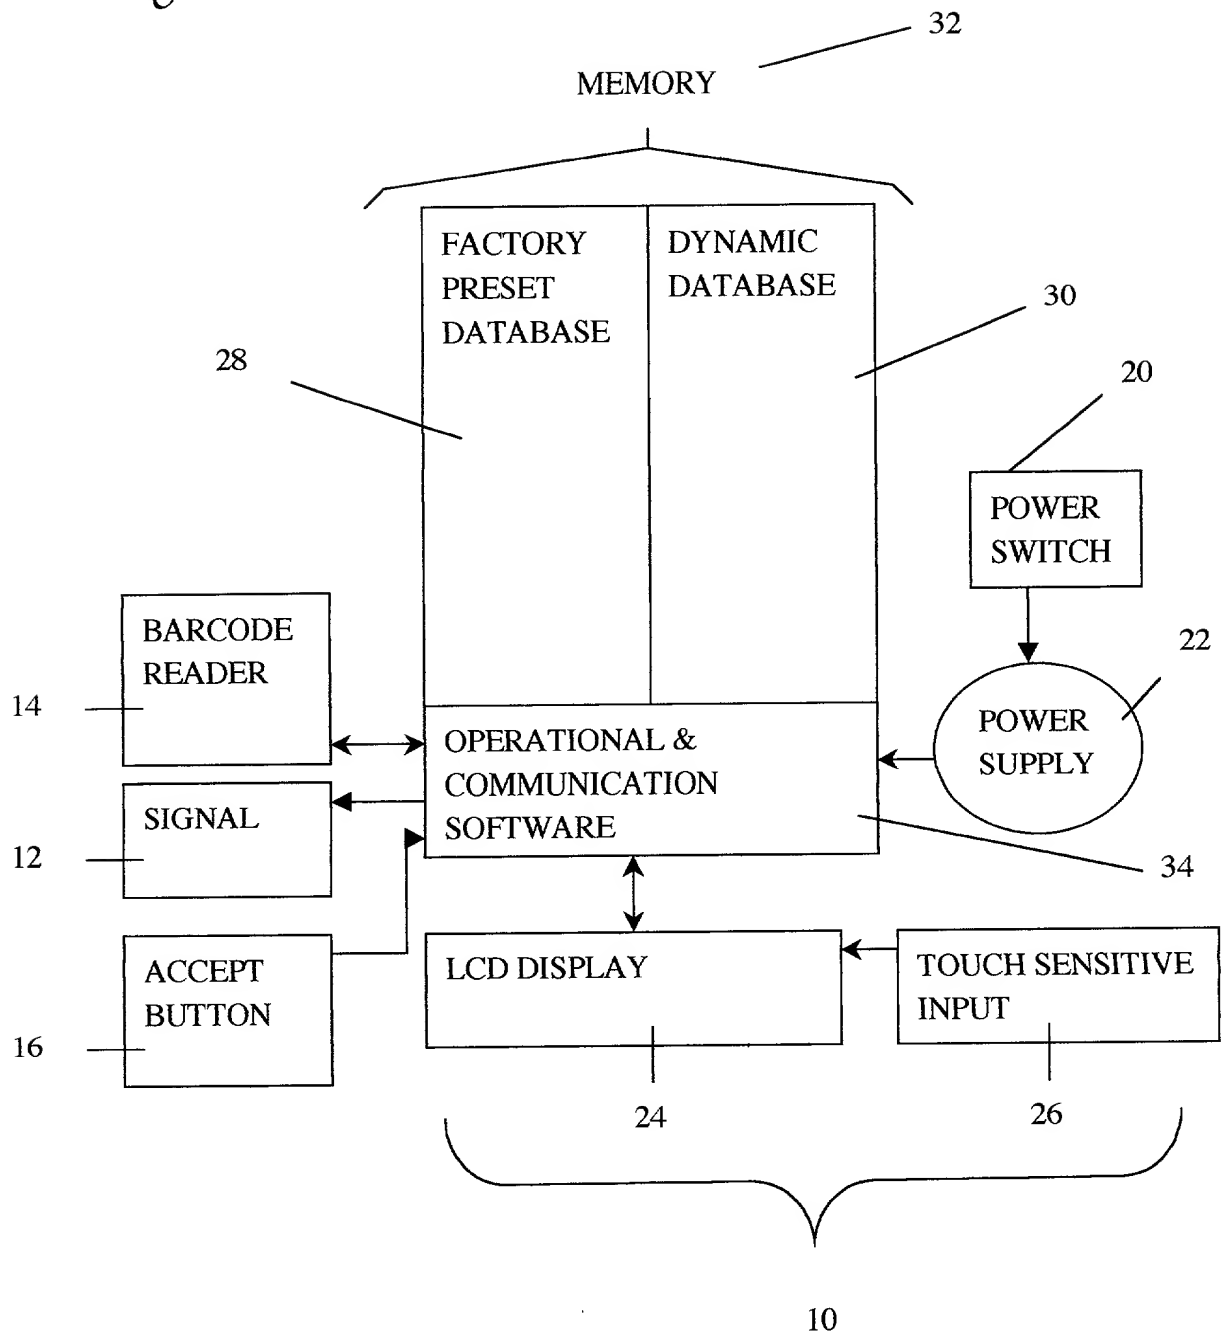 32
MEMORY
FACTORY
PRESET
DATABASE
DYNAMIC
DATABASE
30
28
20
POWER
SWITCH
BARCODE
READER
22
14
POWER
SUPPLY
OPERATIONAL &
COMMUNICATION
SOFTWARE
SIGNAL
12
34
ACCEPT
BUTTON
LCD DISPLAY
TOUCH SENSITIVE
INPUT
16
24
26
10